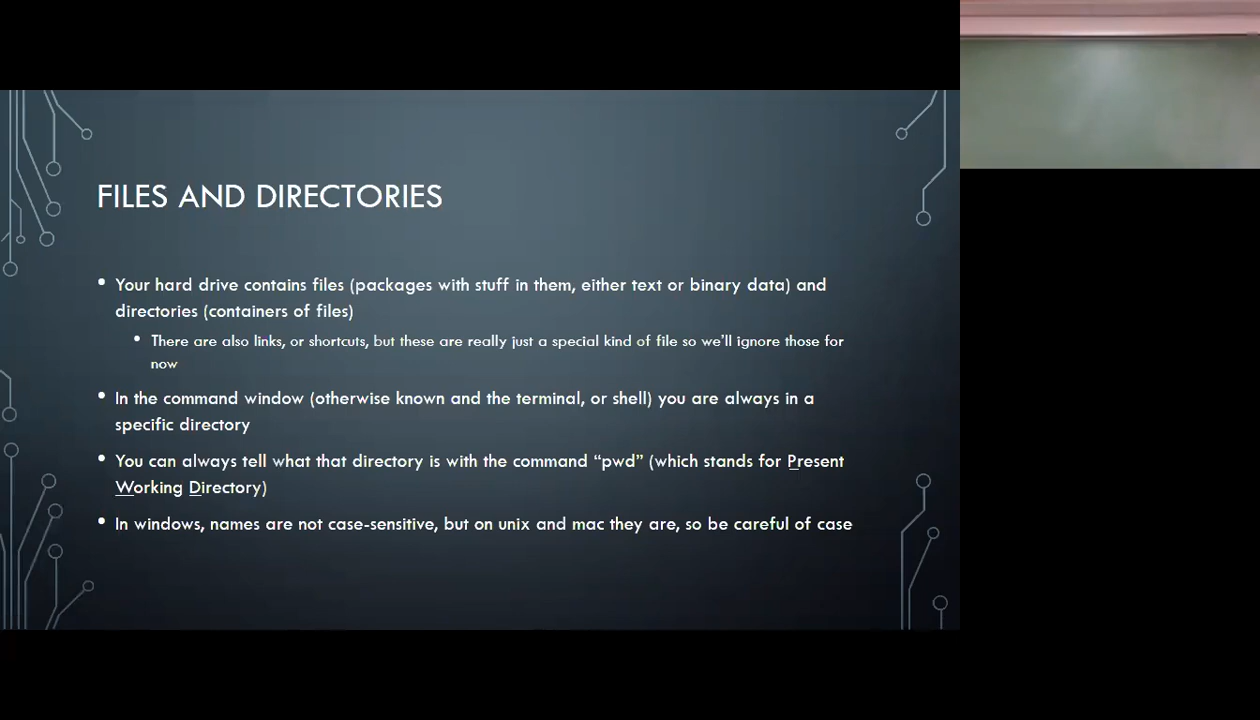 FILES AND DIRECTORIES
• Your hard drive contains files (packages with stuff in them, either text or binary data) and
directories (containers of files)
• There are also links, or shortcuts, but these are really just a special kind of file so we'll ignore those for
now
• In the command window (otherwise known and the terminal, or shell) you are always in a
specific directory
• You can always tell what that directory is with the command “pwd” (which stands for Present
Working Directory)
• In windows, names are not case-sensitive, but on unix and mac they are, so be careful of case